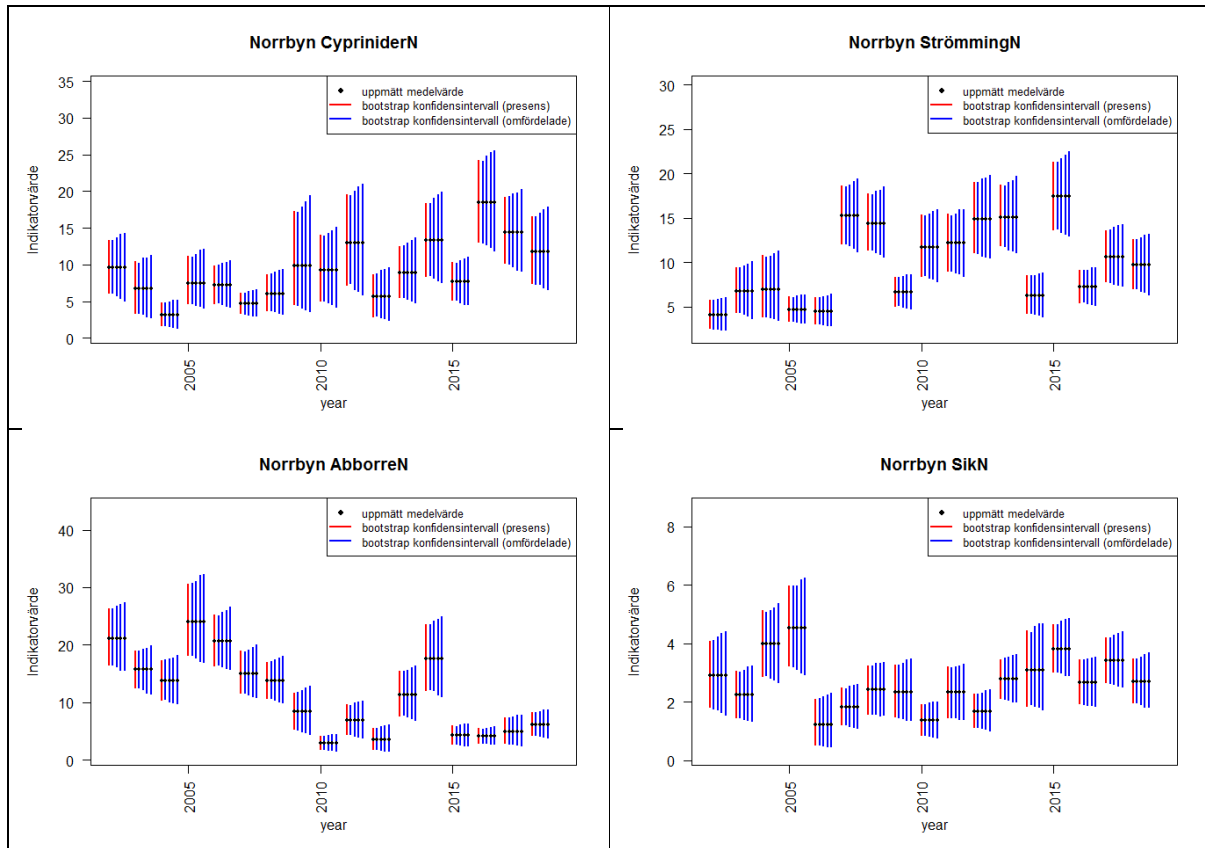 Norrbyn CypriniderN
uppmätt medelvärde
bootstrap konfidensintervall (presens)
bootstrap konfidensintervall (omfördelade)
Indikatorvärde
35
30
25
20
15
10
5
0
2005
2010
2015
year
Norrbyn StrömmingN
uppmätt medelvärde
bootstrap konfidensintervall (presens)
bootstrap konfidensintervall (omfördelade)
Indikatorvärde
30
25
20
15
10
5
2005
2010
2015
year
Norrbyn AbborreN
uppmätt medelvärde
bootstrap konfidensintervall (presens)
bootstrap konfidensintervall (omfördelade)
Indikatorvärde
40
30
20
10
0
2005
2010
2015
year
Norrbyn SikN
uppmätt medelvärde
bootstrap konfidensintervall (presens)
bootstrap konfidensintervall (omfördelade)
Indikatorvärde
8
6
4
2
0
2005
2010
2015
year